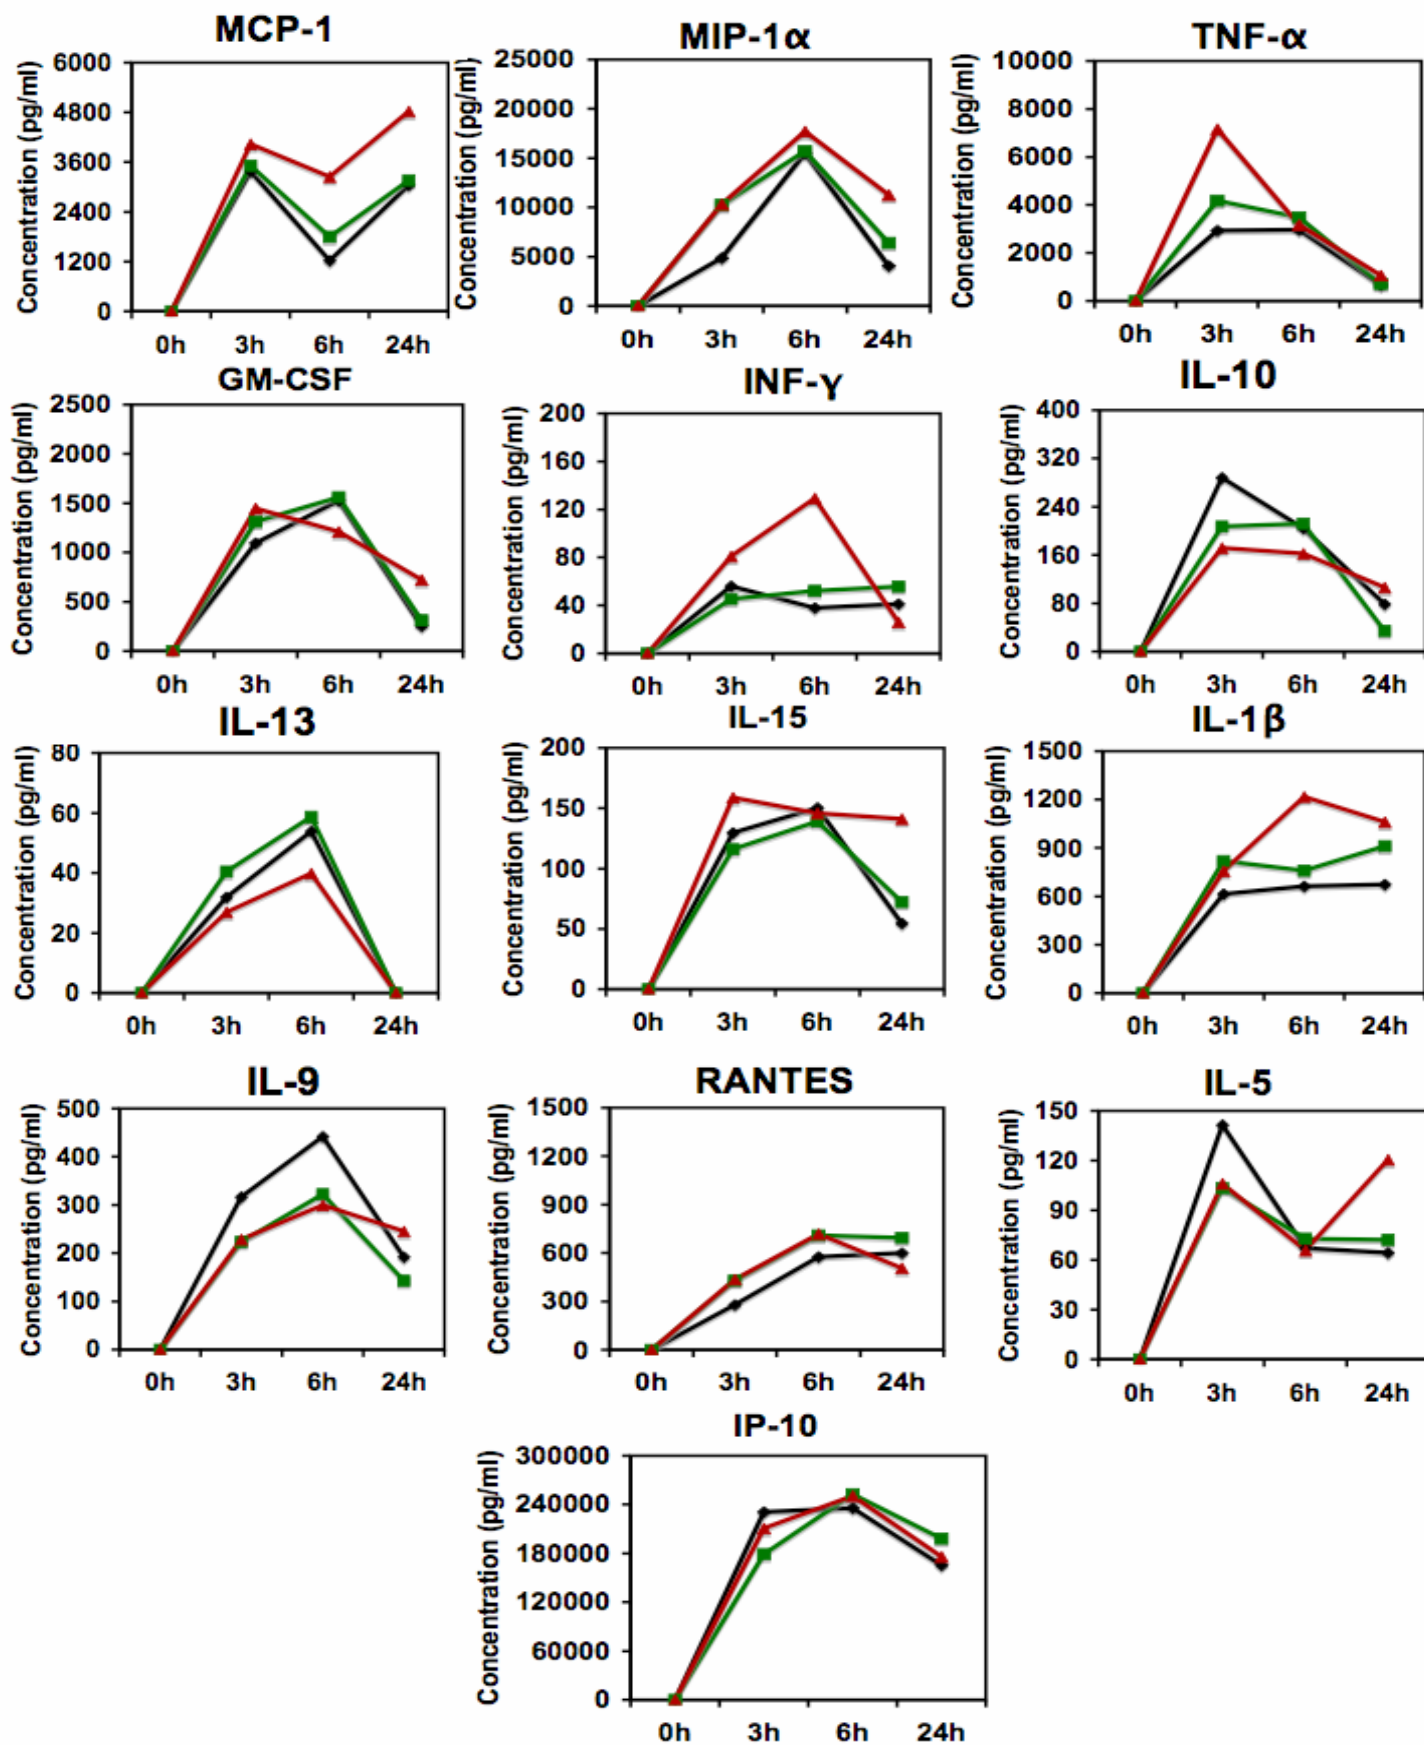 MCP-1
Concentration (pg/ml)
6000
4800
3600
2400
1200
0
0h 3h 6h 24h
MIP-1α
Concentration (pg/ml)
25000
20000
15000
10000
5000
0
0h 3h 6h 24h
TNF-α
Concentration (pg/ml)
10000
8000
6000
4000
2000
0
0h 3h 6h 24h
GM-CSF
Concentration (pg/ml)
2500
2000
1500
1000
500
0
0h 3h 6h 24h
INF-γ
Concentration (pg/ml)
200
160
120
80
40
0
0h 3h 6h 24h
IL-10
Concentration (pg/ml)
400
320
240
160
80
0
0h 3h 6h 24h
IL-13
Concentration (pg/ml)
80
60
40
20
0
0h 3h 6h 24h
IL-15
Concentration (pg/ml)
200
150
100
50
0
0h 3h 6h 24h
IL-1β
Concentration (pg/ml)
1500
1200
900
600
300
0
0h 3h 6h 24h
IL-9
Concentration (pg/ml)
500
400
300
200
100
0
0h 3h 6h 24h
RANTES
Concentration (pg/ml)
1500
1200
900
600
300
0
0h 3h 6h 24h
IL-5
Concentration (pg/ml)
150
120
90
60
30
0
0h 3h 6h 24h
IP-10
Concentration (pg/ml)
300000
240000
180000
120000
60000
0
0h 3h 6h 24h